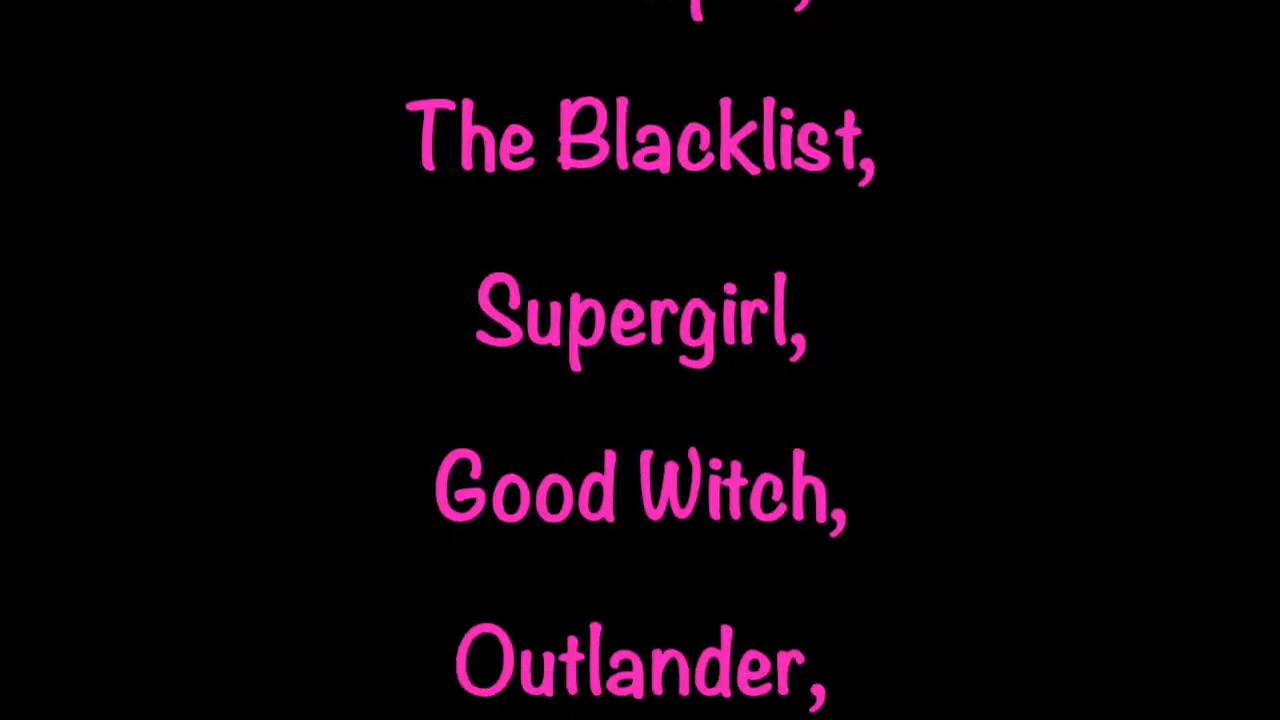 The Blacklist,
Supergirl,
Good Witch,
Outlander,